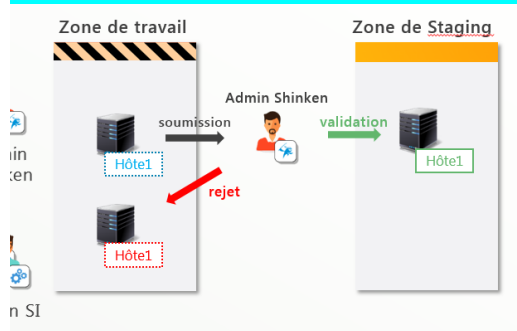 Zone de travail
Zone de Staging
Admin Shinken
soumission
validation
Hôte1
Hôte1
rejet
Hôte1
in
ken
n SI